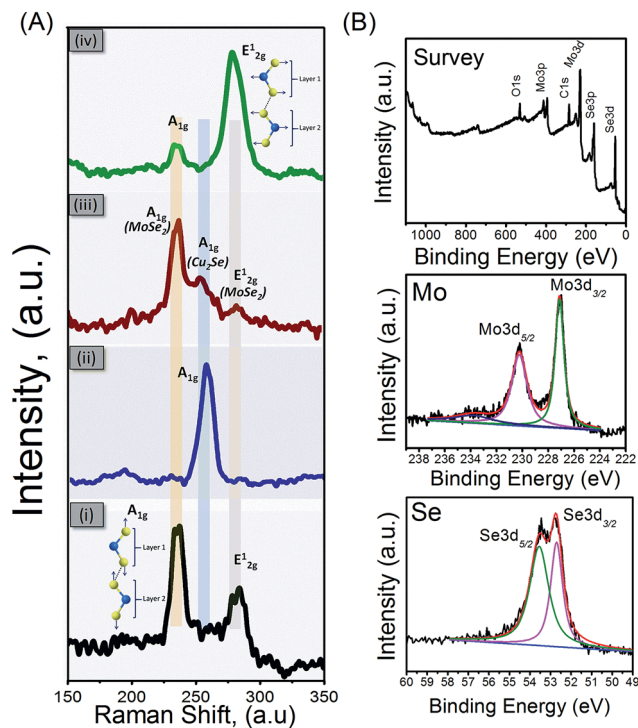 (A)
Intensity, (a.u.)
(iv)
A1g
E¹2g
Layer 1
Layer 2
(iii)
A1g
(MoSe₂)
A1g
(Cu₂Se)
E¹2g
(MoSe₂)
(ii)
A1g
(i)
A1g
Layer 1
Layer 2
E¹2g
150 200 250 300 350
Raman Shift, (a.u)
(B)
Survey
Intensity (a.u.)
O1s
Mo3p
C1s
Mo3d
Se3p
Se3d
1000 800 600 400 200 0
Binding Energy (eV)
Mo
Intensity (a.u.)
Mo3d5/2
Mo3d3/2
238 236 234 232 230 228 226 224 222
Binding Energy (eV)
Se
Intensity (a.u.)
Se3d5/2
Se3d3/2
60 59 58 57 56 55 54 53 52 51 50 49
Binding Energy (eV)